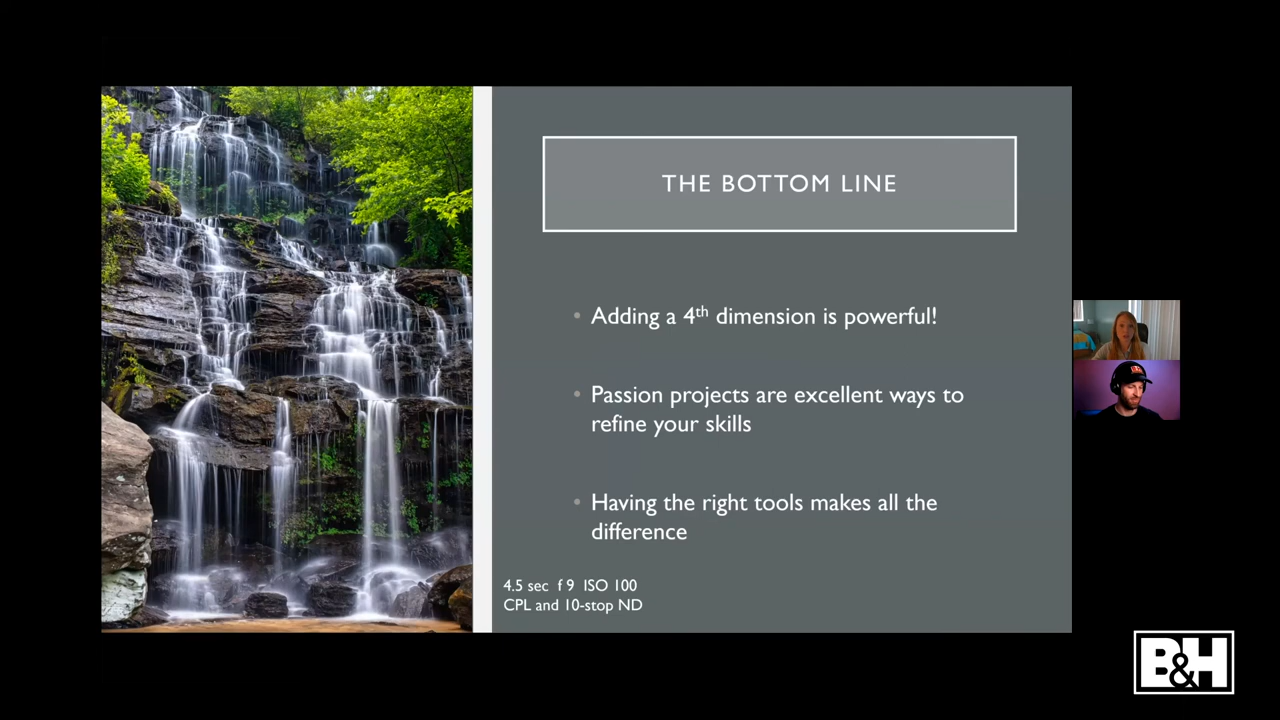 THE BOTTOM LINE
• Adding a 4th dimension is powerful!
• Passion projects are excellent ways to
refine your skills
• Having the right tools makes all the
difference
4.5 sec f 9 ISO 100
CPL and 10-stop ND
B&H